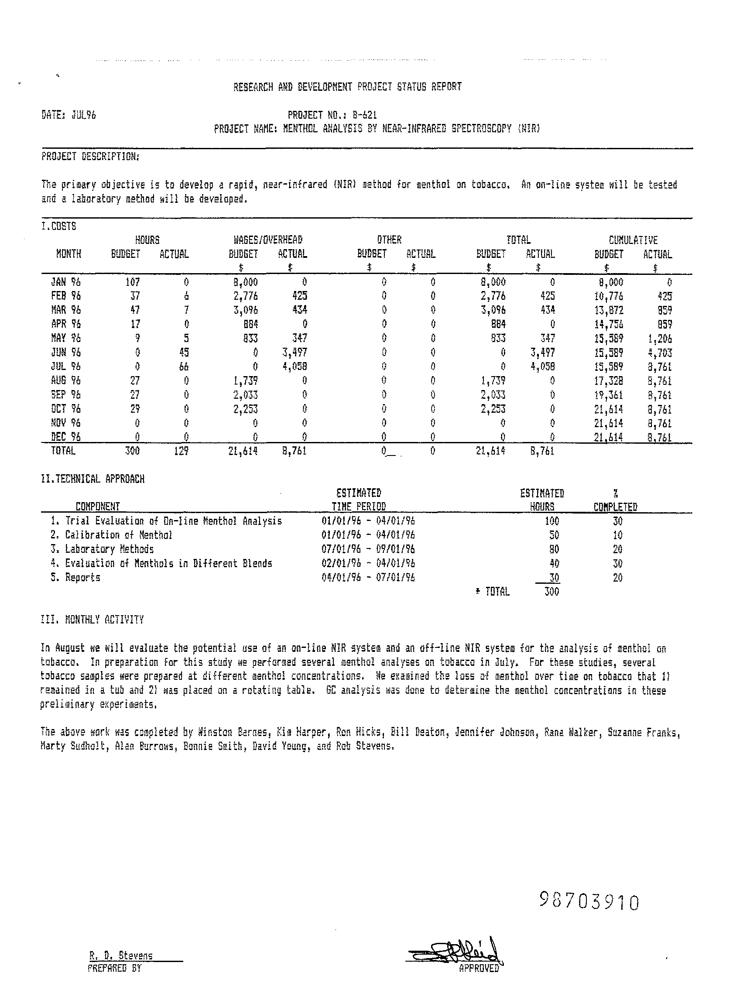 RESEARCH AND DEVELOPMENT PROJECT STATUS REPORT
DATE: JUL96 PROJECT NO.: B-621
PROJECT NAME: MENTHOL ANALYSIS BY NEAR-INFRARED SPECTROSCOPY (NIR)
PROJECT DESCRIPTION:
The primary objective is to develop a rapid, near-infrared (NIR) method for menthol on tobacco. An on-line system will be tested
and a laboratory method will be developed.
I.COSTS
HOURS WAGES/OVERHEAD OTHER TOTAL CUMULATIVE
MONTH BUDGET ACTUAL BUDGET ACTUAL BUDGET ACTUAL BUDGET ACTUAL BUDGET ACTUAL
$ $ $ $ $ $ $ $
JAN 96 107 0 8,000 0 0 0 8,000 0 8,000 0
FEB 96 37 6 2,776 425 0 0 2,776 425 10,776 425
MAR 96 47 7 3,096 434 0 0 3,096 434 13,872 859
APR 96 17 0 884 0 0 0 884 0 14,756 859
MAY 96 9 5 833 347 0 0 833 347 15,589 1,206
JUN 96 0 45 0 3,497 0 0 0 3,497 15,589 4,703
JUL 96 0 66 0 4,058 0 0 0 4,058 15,589 8,761
AUG 96 27 0 1,739 0 0 0 1,739 0 17,328 8,761
SEP 96 27 0 2,033 0 0 0 2,033 0 19,361 8,761
OCT 96 29 0 2,253 0 0 0 2,253 0 21,614 8,761
NOV 96 0 0 0 0 0 0 0 0 21,614 8,761
DEC 96 0 0 0 0 0 0 0 0 21,614 8,761
TOTAL 300 129 21,614 8,761 0 0 21,614 8,761
II.TECHNICAL APPROACH
ESTIMATED ESTIMATED %
COMPONENT TIME PERIOD HOURS COMPLETED
1. Trial Evaluation of On-line Menthol Analysis 01/01/96 - 04/01/96 100 30
2. Calibration of Menthol 01/01/96 - 04/01/96 50 10
3. Laboratory Methods 07/01/96 - 09/01/96 80 20
4. Evaluation of Menthols in Different Blends 02/01/96 - 04/01/96 40 30
5. Reports 04/01/96 - 07/01/96 30 20
* TOTAL 300
III. MONTHLY ACTIVITY
In August we will evaluate the potential use of an on-line NIR system and an off-line NIR system for the analysis of menthol on
tobacco. In preparation for this study we performed several menthol analyses on tobacco in July. For these studies, several
tobacco samples were prepared at different menthol concentrations. We examined the loss of menthol over time on tobacco that 1)
remained in a tub and 2) was placed on a rotating table. GC analysis was done to determine the menthol concentrations in these
preliminary experiments.
The above work was completed by Winston Barnes, Kim Harper, Ron Hicks, Bill Deaton, Jennifer Johnson, Rana Walker, Suzanne Franks,
Marty Sudholt, Alan Burrows, Bonnie Smith, David Young, and Rob Stevens.
98703910
R. D. Stevens
PREPARED BY APPROVED